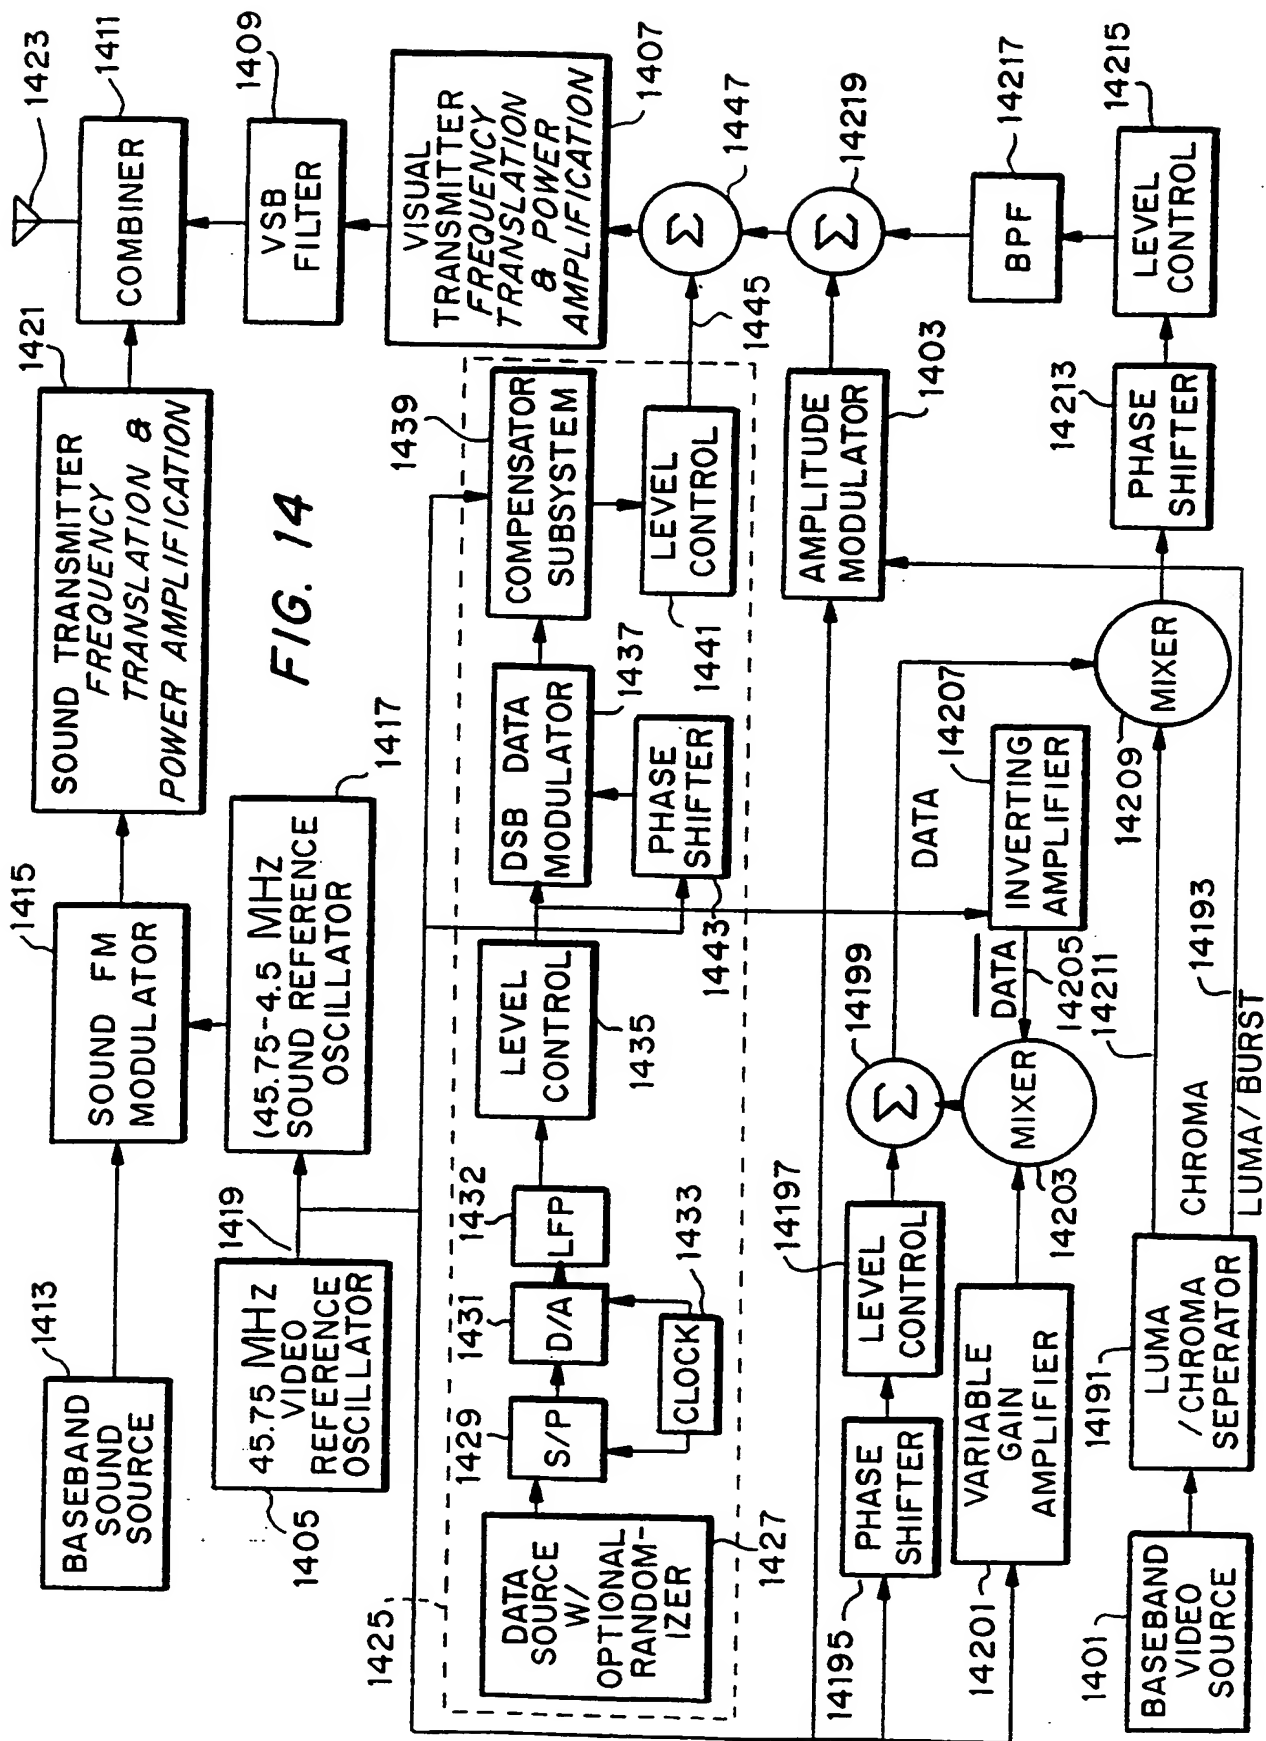 FIG. 14
1413
BASEBAND
SOUND
SOURCE
1415
SOUND FM
MODULATOR
1421
SOUND TRANSMITTER
FREQUENCY
TRANSLATION &
POWER AMPLIFICATION
1423
1411
COMBINER
1419
45.75 MHZ
VIDEO
REFERENCE
OSCILLATOR
1405
1417
(45.75-4.5 MHZ
SOUND REFERENCE
OSCILLATOR
1409
VSB
FILTER
VISUAL
TRANSMITTER
FREQUENCY
TRANSLATION
& POWER
AMPLIFICATION
1407
1425
DATA
SOURCE
W/
OPTIONAL
RANDOM-
IZER
1427
1429
S/P
1431
D/A
1432
LFP
1433
CLOCK
LEVEL
CONTROL
1435
DSB DATA
MODULATOR
1437
PHASE
SHIFTER
1443
1439
COMPENSATOR
SUBSYSTEM
LEVEL
CONTROL
1441
1445
Σ
1447
14195
PHASE
SHIFTER
14197
LEVEL
CONTROL
14199
Σ
DATA
AMPLITUDE
MODULATOR
1403
Σ
14219
14201
VARIABLE
GAIN
AMPLIFIER
MIXER
14203
DATA
14205
INVERTING
AMPLIFIER
14207
BPF
14217
1401
BASEBAND
VIDEO
SOURCE
14191
LUMA
/CHROMA
SEPERATOR
CHROMA
14211
LUMA/BURST
14193
MIXER
14209
PHASE
SHIFTER
14213
LEVEL
CONTROL
14215